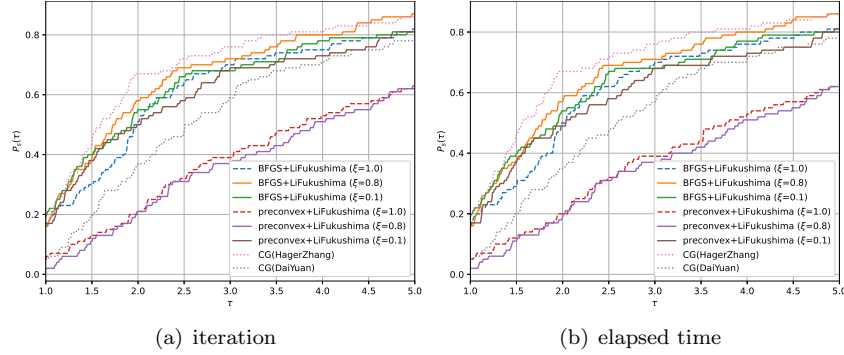 0.8
0.6
0.4
0.2
0.0
P_s(τ)
BFGS+LiFukushima (ξ=1.0)
BFGS+LiFukushima (ξ=0.8)
BFGS+LiFukushima (ξ=0.1)
preconvex+LiFukushima (ξ=1.0)
preconvex+LiFukushima (ξ=0.8)
preconvex+LiFukushima (ξ=0.1)
CG(HagerZhang)
CG(DaiYuan)
1.0 1.5 2.0 2.5 3.0 3.5 4.0 4.5 5.0
τ
(a) iteration
0.8
0.6
0.4
0.2
0.0
P_s(τ)
BFGS+LiFukushima (ξ=1.0)
BFGS+LiFukushima (ξ=0.8)
BFGS+LiFukushima (ξ=0.1)
preconvex+LiFukushima (ξ=1.0)
preconvex+LiFukushima (ξ=0.8)
preconvex+LiFukushima (ξ=0.1)
CG(HagerZhang)
CG(DaiYuan)
1.0 1.5 2.0 2.5 3.0 3.5 4.0 4.5 5.0
τ
(b) elapsed time